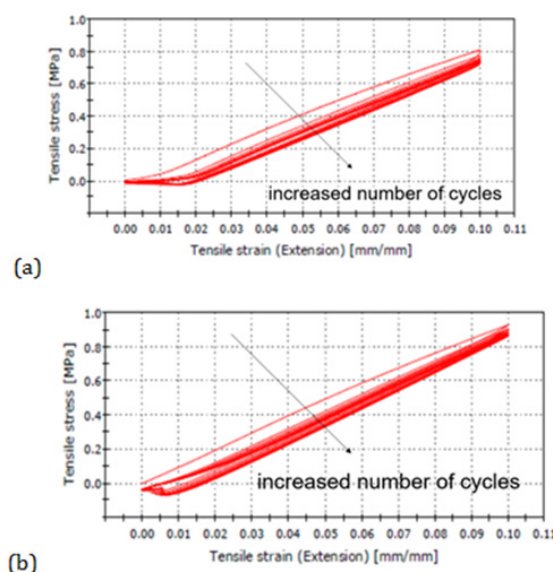 1.0
0.8
0.6
0.4
0.2
0.0
Tensile stress [MPa]
increased number of cycles
0.00 0.01 0.02 0.03 0.04 0.05 0.06 0.07 0.08 0.09 0.10 0.11
Tensile strain (Extension) [mm/mm]
(a)
1.0
0.8
0.6
0.4
0.2
0.0
Tensile stress [MPa]
increased number of cycles
0.00 0.01 0.02 0.03 0.04 0.05 0.06 0.07 0.08 0.09 0.10 0.11
Tensile strain (Extension) [mm/mm]
(b)